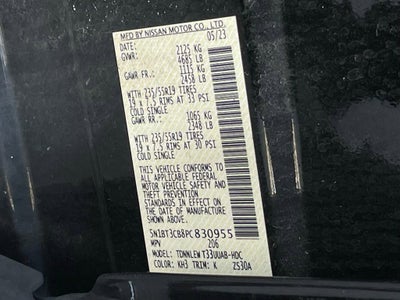 MFD BY NISSAN MOTOR CO., LTD.
DATE: 05/23
GVWR: 2125 KG
4685 LB
GAWR FR: 1115 KG
2458 LB
WITH 235/55R19 TIRES
19 x 7.5 RIMS AT 33 PSI
COLD SINGLE
GAWR RR: 1065 KG
2348 LB
WITH 235/55R19 TIRES
19 x 7.5 RIMS AT 30 PSI
COLD SINGLE
THIS VEHICLE CONFORMS TO ALL
APPLICABLE FEDERAL MOTOR
VEHICLE SAFETY, BUMPER, AND
THEFT PREVENTION
STANDARDS IN EFFECT ON THE
DATE OF MANUFACTURE SHOWN
ABOVE.
5N1BT3CB8PC830955
MPV 206
TDNNLEW T33UUAB-HDC
COLOR: KH3 TRIM: K ZS30A